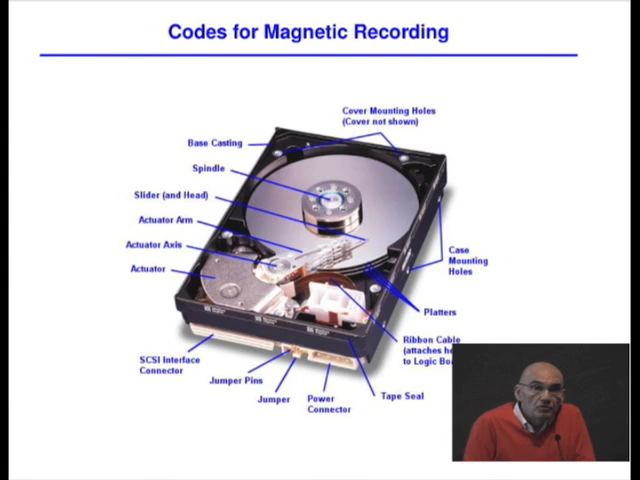 Codes for Magnetic Recording
Cover Mounting Holes
(Cover not shown)
Base Casting
Spindle
Slider (and Head)
Actuator Arm
Actuator Axis
Actuator
Case
Mounting
Holes
Platters
Ribbon Cable
(attaches
to Logic
SCSI Interface
Connector
Jumper Pins
Jumper
Power
Connector
Tape Seal